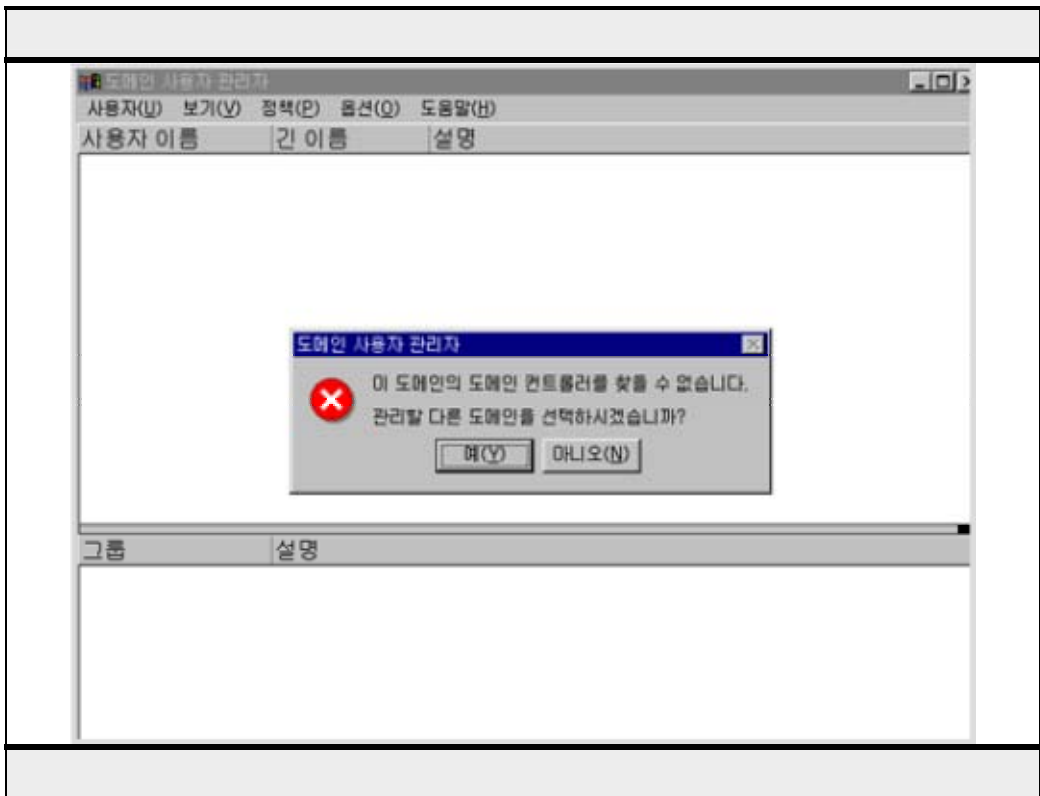 도메인 사용자 관리자
사용자(U) 보기(V) 정책(P) 옵션(O) 도움말(H)
사용자 이름 긴 이름 설명
도메인 사용자 관리자
이 도메인의 도메인 컨트롤러를 찾을 수 없습니다.
관리할 다른 도메인을 선택하시겠습니까?
예(Y) 아니오(N)
그룹 설명